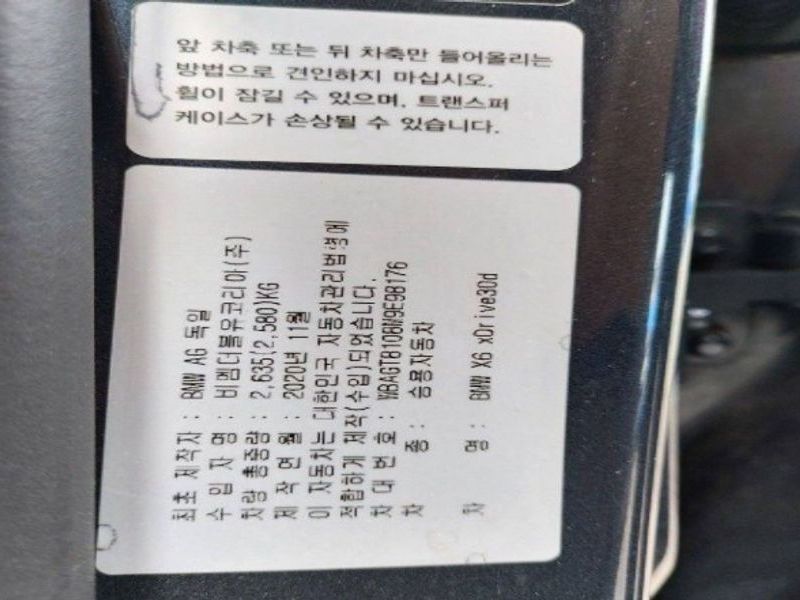 앞 차축 또는 뒤 차축만 들어올리는
방법으로 견인하지 마십시오.
휠이 잠길 수 있으며, 트랜스퍼
케이스가 손상될 수 있습니다.
최초 제작자 : BMW AG 독일
수 입 자 명 : 비엠더블유코리아(주)
차량 총중량 : 2,635(2,580)KG
제 작 연 월 : 2020년 11월
이 자동차는 대한민국 자동차관리법령에
적합하게 제작(수입)되었습니다.
차 대 번 호 : WBAGT8108M9E98176
차 종 : 승용자동차
차 명 : BMW X6 xDrive30d